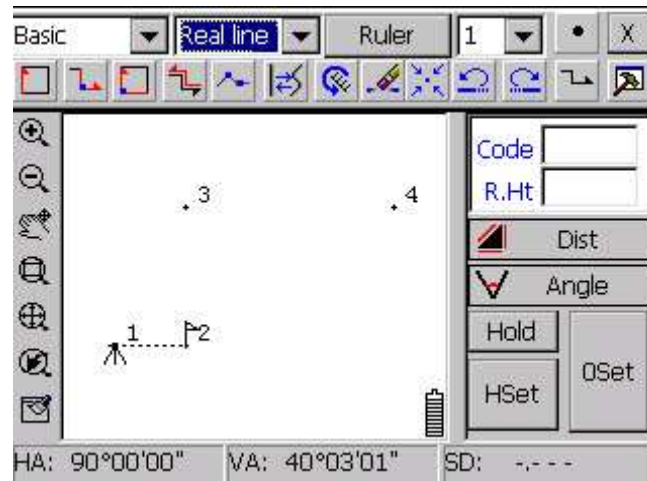 Basic Real line Ruler 1 X
Code
R.Ht
3 4
Dist
Angle
1 2
Hold
0Set
HSet
HA: 90°00'00" VA: 40°03'01" SD: -.---